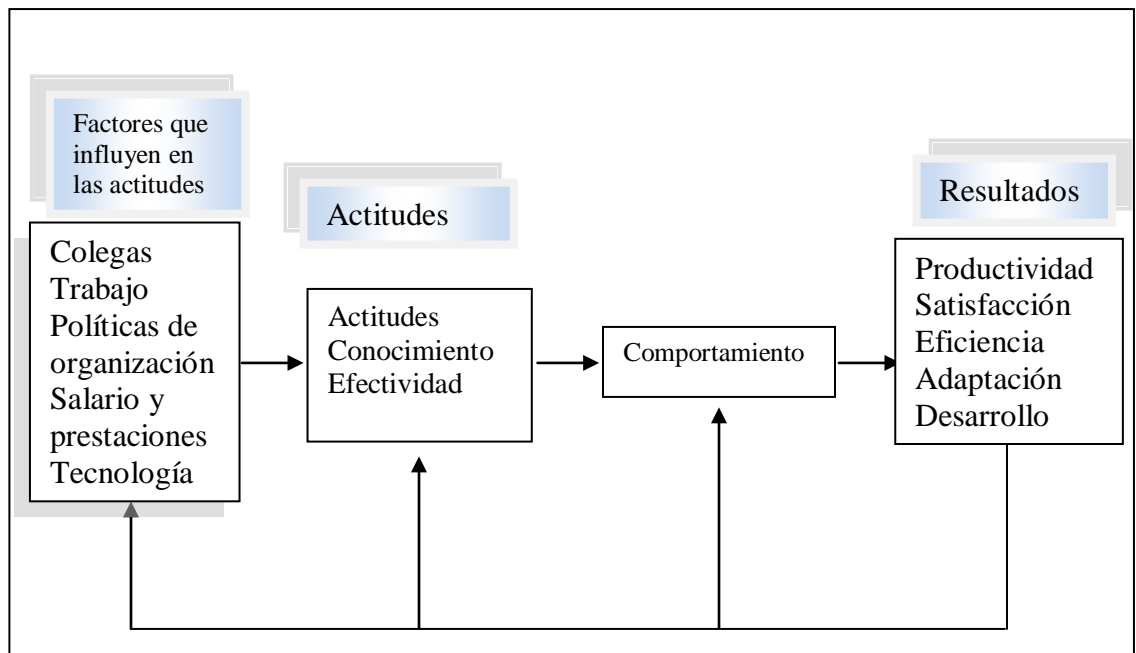 Factores que
influyen en
las actitudes
Colegas
Trabajo
Políticas de
organización
Salario y
prestaciones
Tecnología
Actitudes
Actitudes
Conocimiento
Efectividad
Comportamiento
Resultados
Productividad
Satisfacción
Eficiencia
Adaptación
Desarrollo